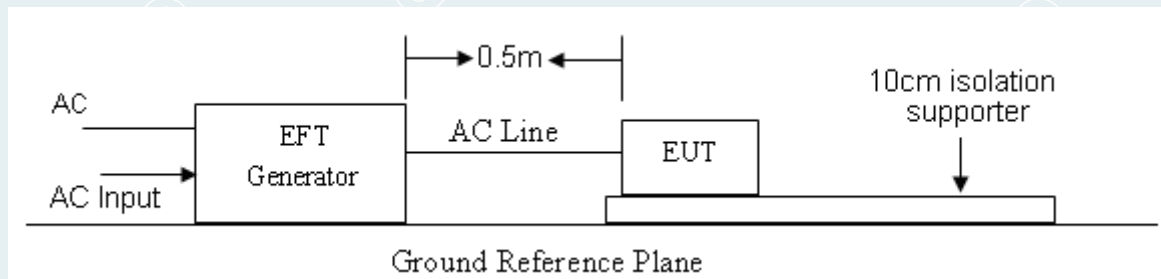 0.5m
10cm isolation
supporter
AC
EFT
Generator
AC Line
EUT
AC Input
Ground Reference Plane